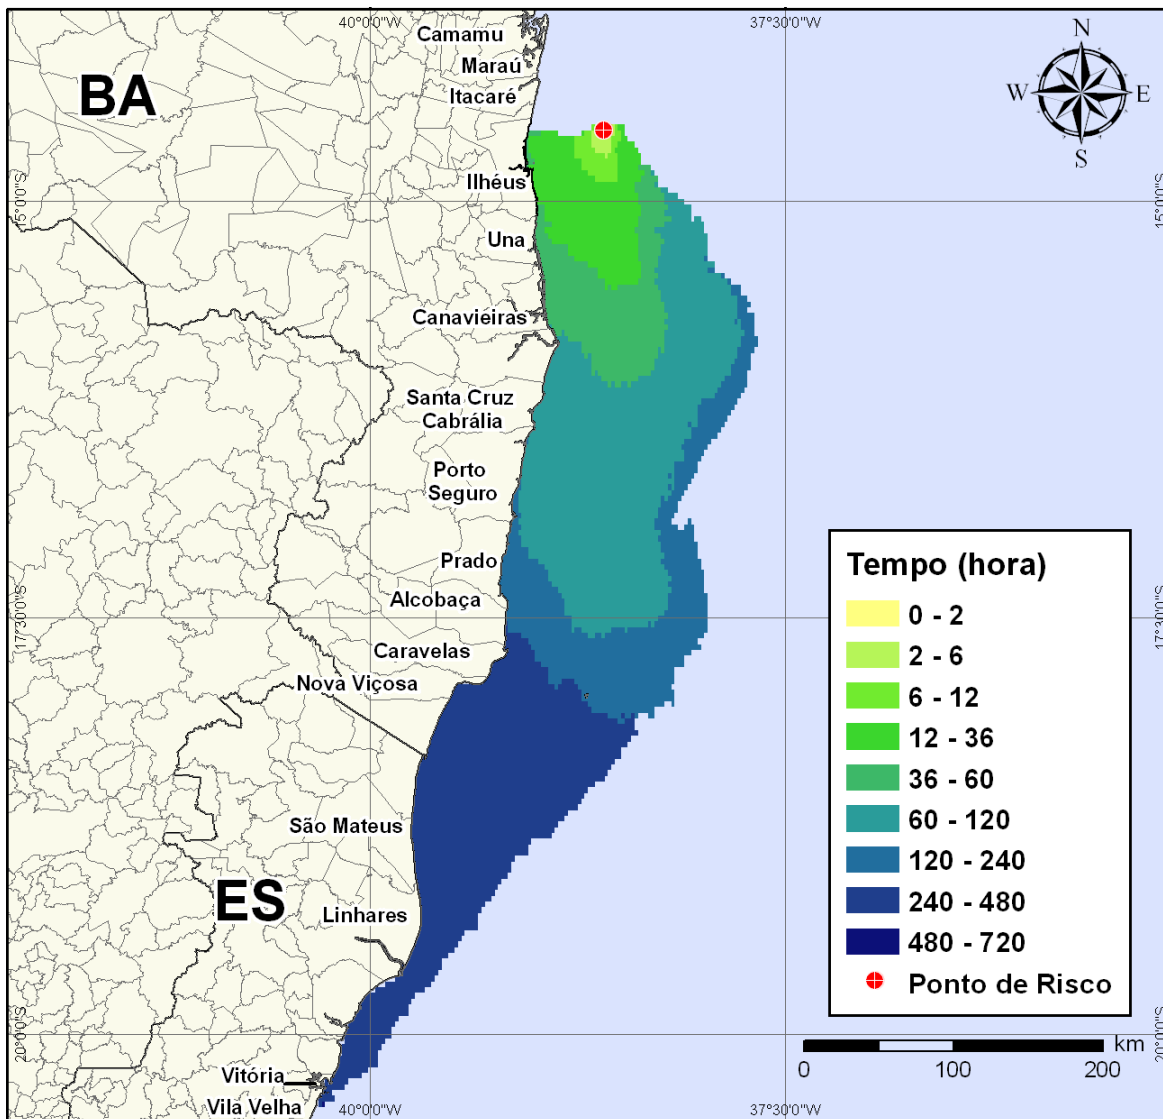 40°0'0"W
37°30'0"W
Camamu
Maraú
Itacaré
BA
N
W
E
S
Ilhéus
15°0'0"S
15°0'0"S
Una
Canavieiras
Santa Cruz
Cabrália
Porto
Seguro
Prado
Alcobaça
17°30'0"S
17°30'0"S
Caravelas
Nova Viçosa
São Mateus
ES
Linhares
20°0'0"S
20°0'0"S
Vitória
Vila Velha
40°0'0"W
37°30'0"W
Tempo (hora)
0 - 2
2 - 6
6 - 12
12 - 36
36 - 60
60 - 120
120 - 240
240 - 480
480 - 720
Ponto de Risco
km
0
100
200